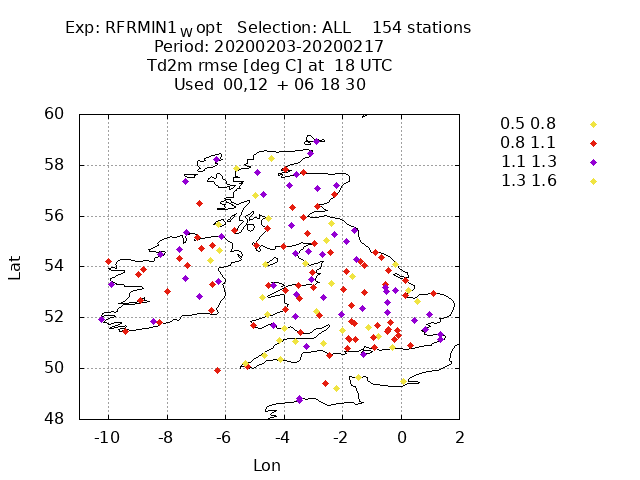 Exp: RFRMIN1_W opt Selection: ALL 154 stations
Period: 20200203-20200217
Td2m rmse [deg C] at 18 UTC
Used 00,12 + 06 18 30
0.5 0.8
0.8 1.1
1.1 1.3
1.3 1.6
60
58
56
54
52
50
48
Lat
-10 -8 -6 -4 -2 0 2
Lon